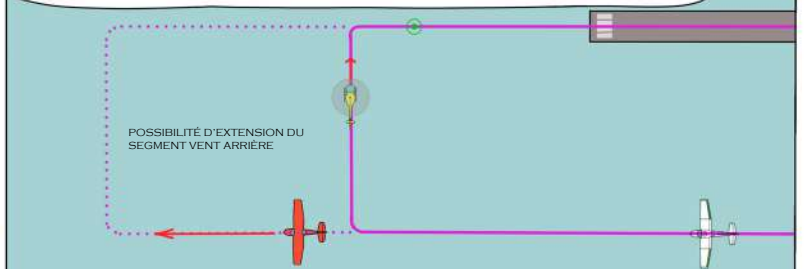 POSSIBILITÉ D'EXTENSION DU
SEGMENT VENT ARRIÈRE